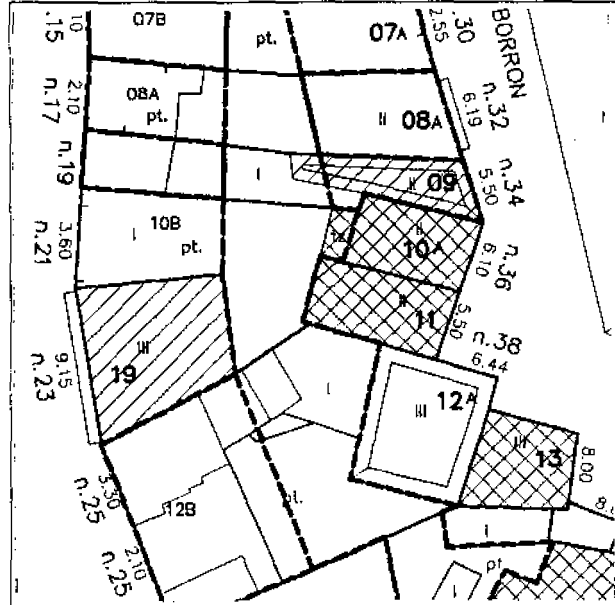 10
.15
07B
pt.
07A
.30
2.55
BORRON
n.17
2.10
08A
pt.
II
08A
n.32
6.19
I
n.19
I
II
09
n.34
5.50
n.21
3.60
10B
I
pt.
III
10A
n.36
6.10
II
11
5.50
n.38
6.44
n.23
9.15
III
19
I
III
12A
III
13
8.00
n.25
3.30
12B
pt.
n.25
2.10
I
pt
I